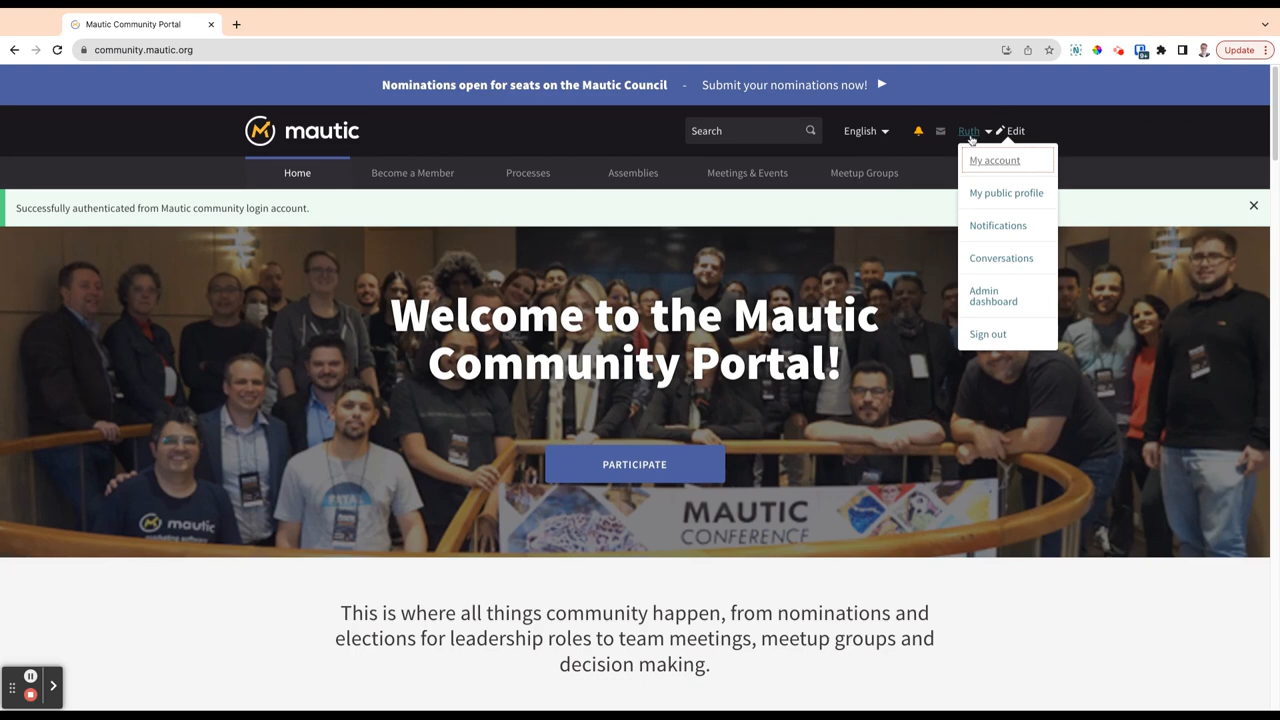 Mautic Community Portal
community.mautic.org
Update
Nominations open for seats on the Mautic Council - Submit your nominations now!
mautic
Search
English
Ruth
Edit
My account
My public profile
Notifications
Conversations
Admin
dashboard
Sign out
Home
Become a Member
Processes
Assemblies
Meetings & Events
Meetup Groups
Successfully authenticated from Mautic community login account.
Welcome to the Mautic
Community Portal!
PARTICIPATE
mautic
MAUTIC
CONFERENCE
This is where all things community happen, from nominations and
elections for leadership roles to team meetings, meetup groups and
decision making.